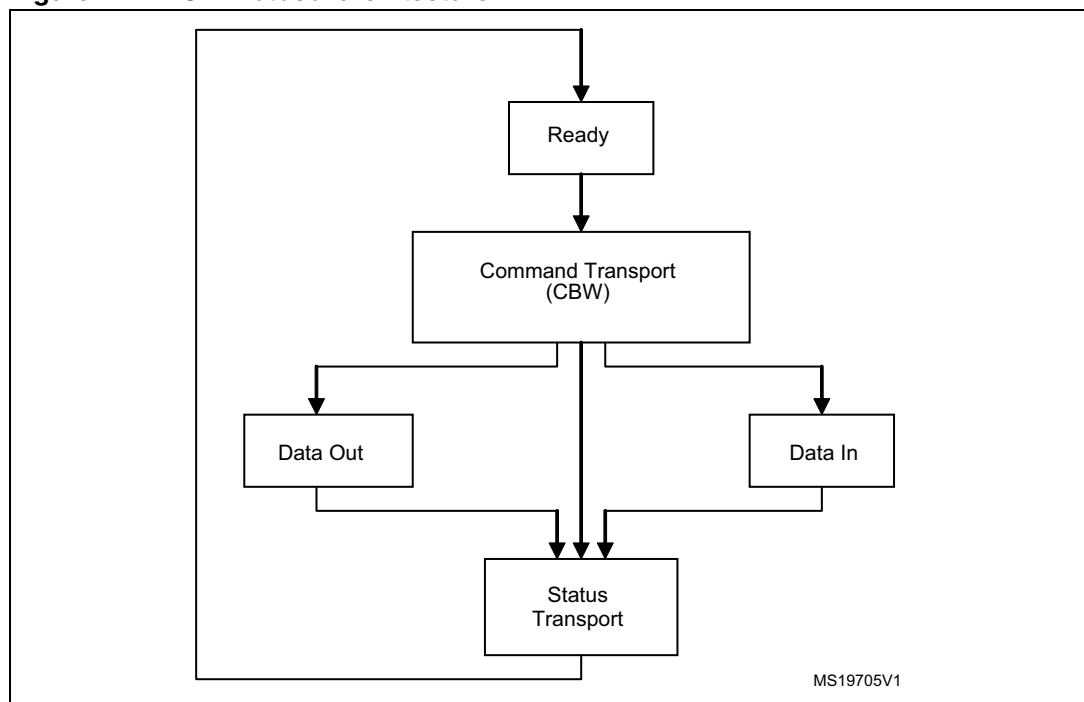 Ready
Command Transport
(CBW)
Data Out
Data In
Status
Transport
MS19705V1